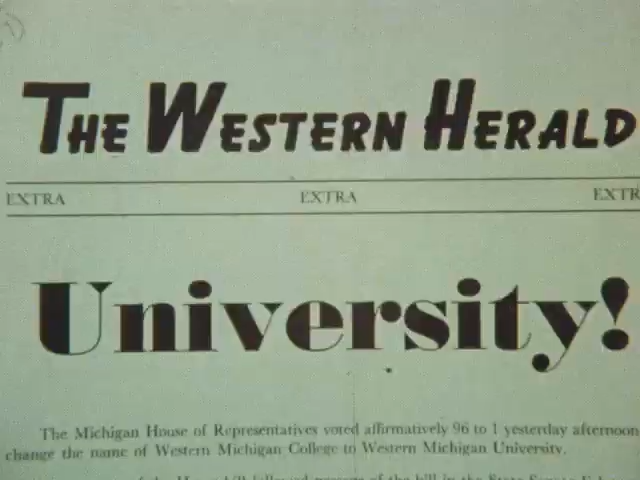 THE WESTERN HERALD
EXTRA EXTRA EXTR
University!
The Michigan House of Representatives voted affirmatively 96 to 1 yesterday afternoon
change the name of Western Michigan College to Western Michigan University.